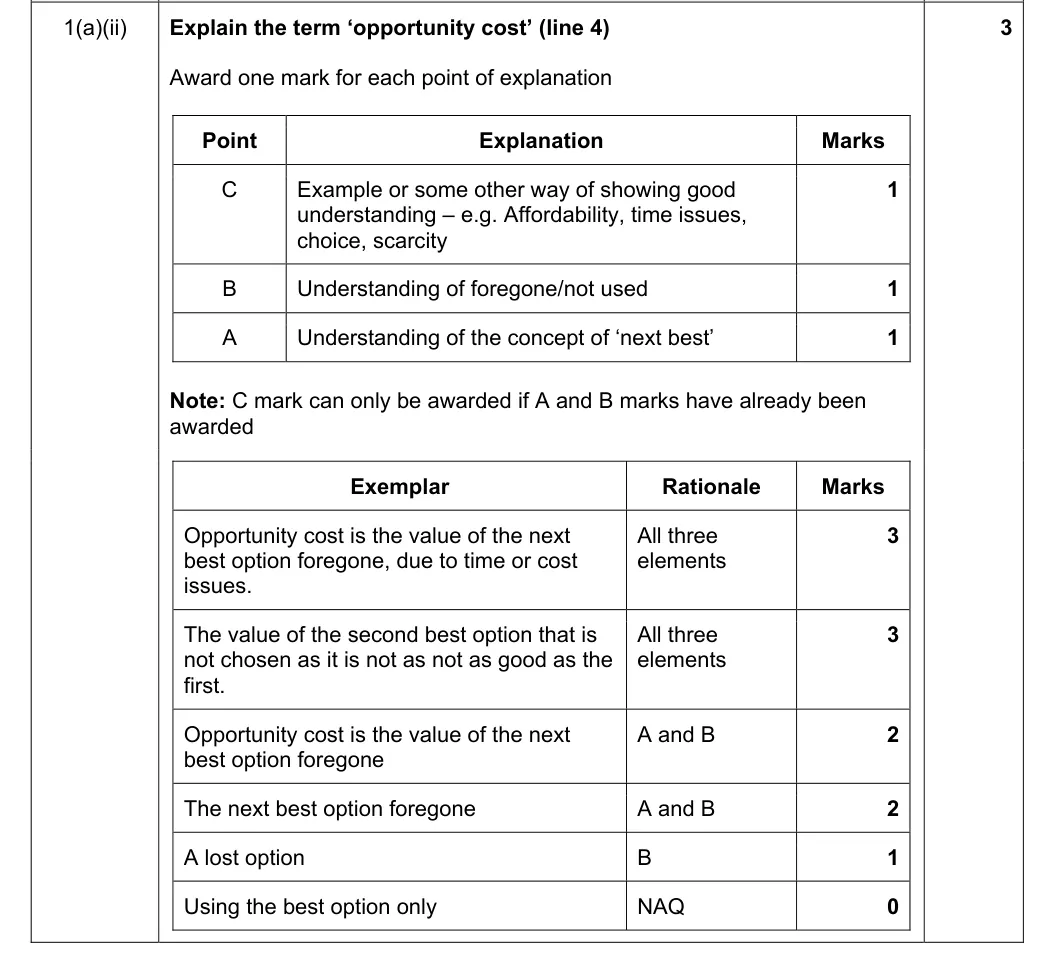 1(a)(ii) Explain the term ‘opportunity cost’ (line 4) 3
Award one mark for each point of explanation
Point Explanation Marks
C Example or some other way of showing good 1
understanding – e.g. Affordability, time issues,
choice, scarcity
B Understanding of foregone/not used 1
A Understanding of the concept of ‘next best’ 1
Note: C mark can only be awarded if A and B marks have already been
awarded
Exemplar Rationale Marks
Opportunity cost is the value of the next All three 3
best option foregone, due to time or cost elements
issues.
The value of the second best option that is All three 3
not chosen as it is not as not as good as the elements
first.
Opportunity cost is the value of the next A and B 2
best option foregone
The next best option foregone A and B 2
A lost option B 1
Using the best option only NAQ 0